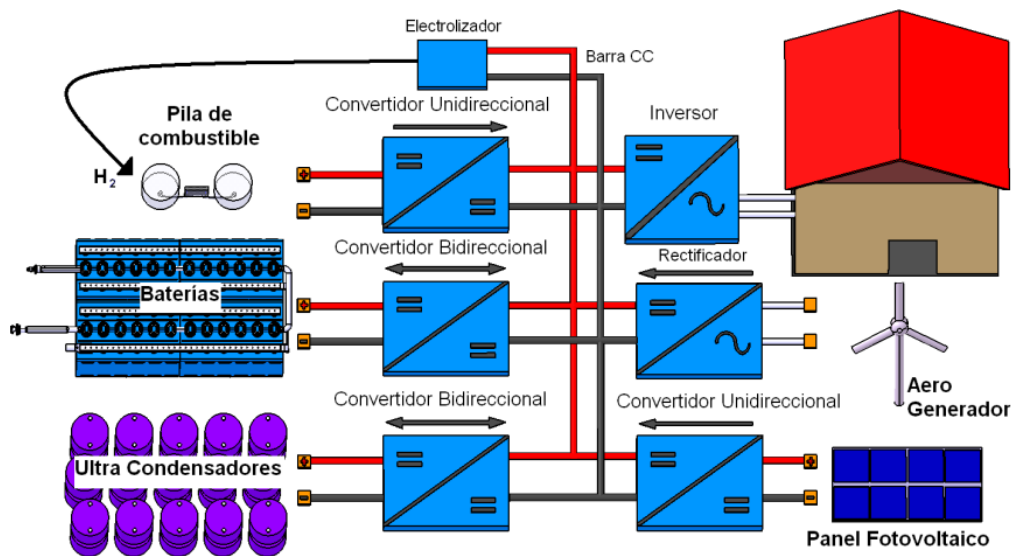 Electrolizador
Barra CC
Convertidor Unidireccional
Inversor
Pila de
combustible
H2
+
-
Convertidor Bidireccional
Rectificador
Baterías
+
-
Aero
Generador
Convertidor Bidireccional
Convertidor Unidireccional
Ultra Condensadores
+
-
+
-
Panel Fotovoltaico